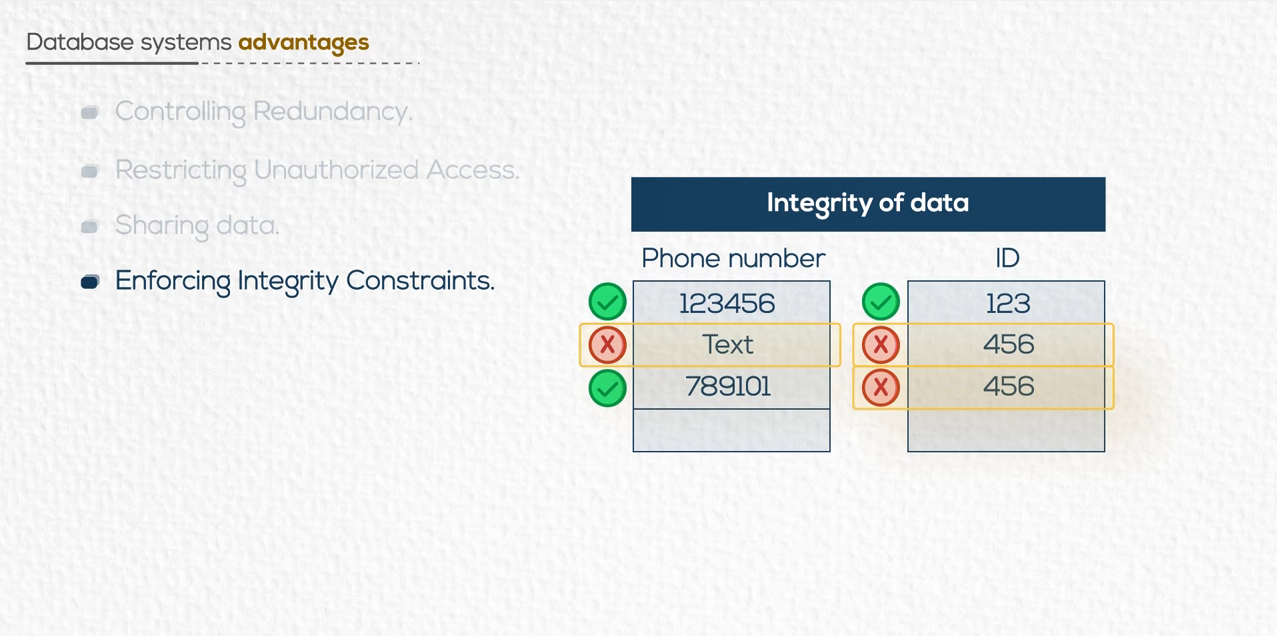 Database systems advantages
Controlling Redundancy.
Restricting Unauthorized Access.
Sharing data.
Enforcing Integrity Constraints.
Integrity of data
Phone number ID
123456 123
X Text X 456
789101 X 456